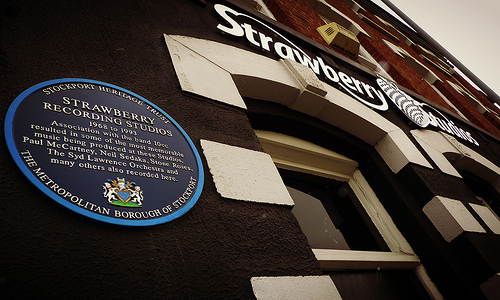 Strawberry Studios
STOCKPORT HERITAGE TRUST
STRAWBERRY
RECORDING STUDIOS
1968 to 1993
Association with the band 10cc
resulted in some of the most memorable
music being produced at these Studios.
Paul McCartney, Neil Sedaka, Stone Roses,
The Syd Lawrence Orchestra and
many others also recorded here.
THE METROPOLITAN BOROUGH OF STOCKPORT